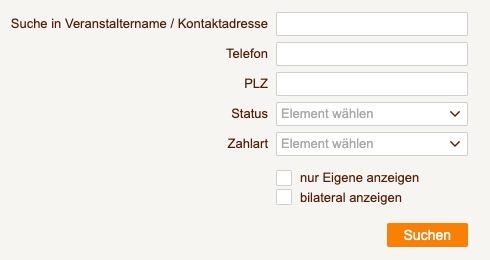 Suche in Veranstaltername / Kontaktadresse
Telefon
PLZ
Status Element wählen
Zahlart Element wählen
nur Eigene anzeigen
bilateral anzeigen
Suchen